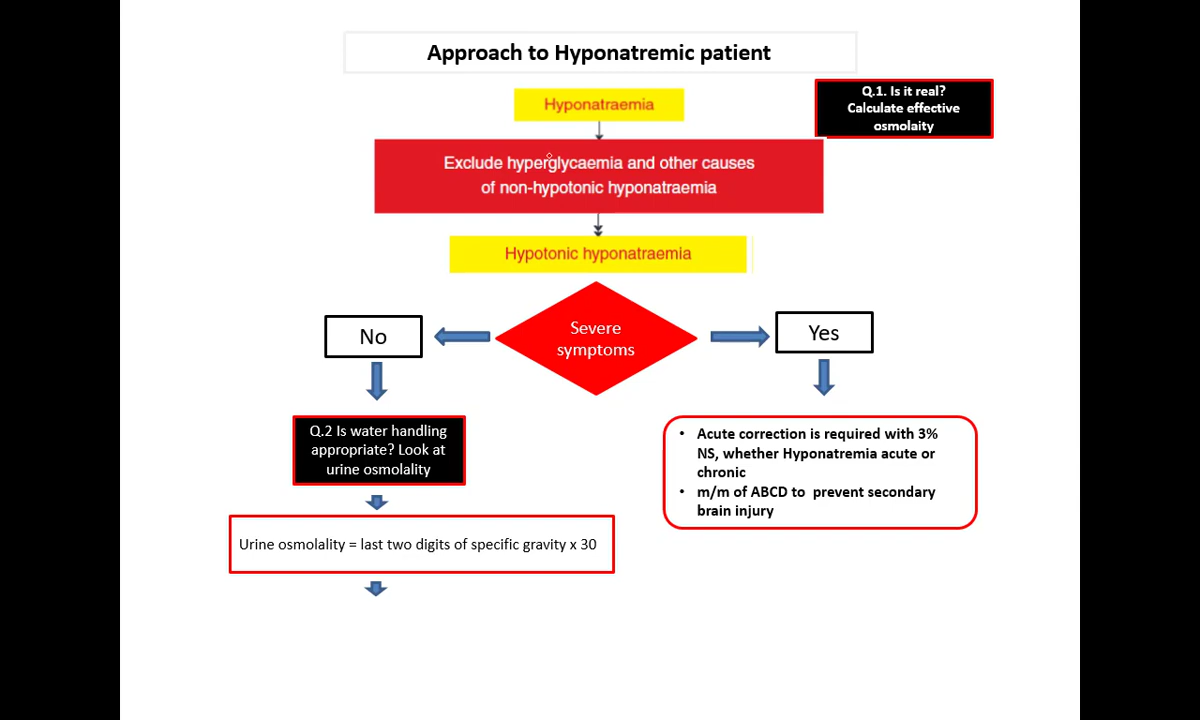 Approach to Hyponatremic patient
Hyponatraemia
Q.1. Is it real?
Calculate effective
osmolaity
Exclude hyperglycaemia and other causes
of non-hypotonic hyponatraemia
Hypotonic hyponatraemia
Severe
symptoms
No
Yes
Q.2 Is water handling
appropriate? Look at
urine osmolality
Urine osmolality = last two digits of specific gravity x 30
• Acute correction is required with 3%
NS, whether Hyponatremia acute or
chronic
• m/m of ABCD to prevent secondary
brain injury